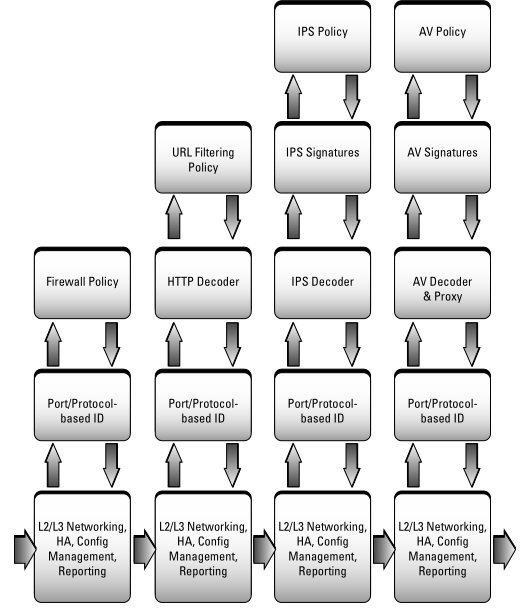 IPS Policy
AV Policy
URL Filtering
Policy
IPS Signatures
AV Signatures
Firewall Policy
HTTP Decoder
IPS Decoder
AV Decoder
& Proxy
Port/Protocol-
based ID
Port/Protocol-
based ID
Port/Protocol-
based ID
Port/Protocol-
based ID
L2/L3 Networking,
HA, Config
Management,
Reporting
L2/L3 Networking,
HA, Config
Management,
Reporting
L2/L3 Networking,
HA, Config
Management,
Reporting
L2/L3 Networking,
HA, Config
Management,
Reporting